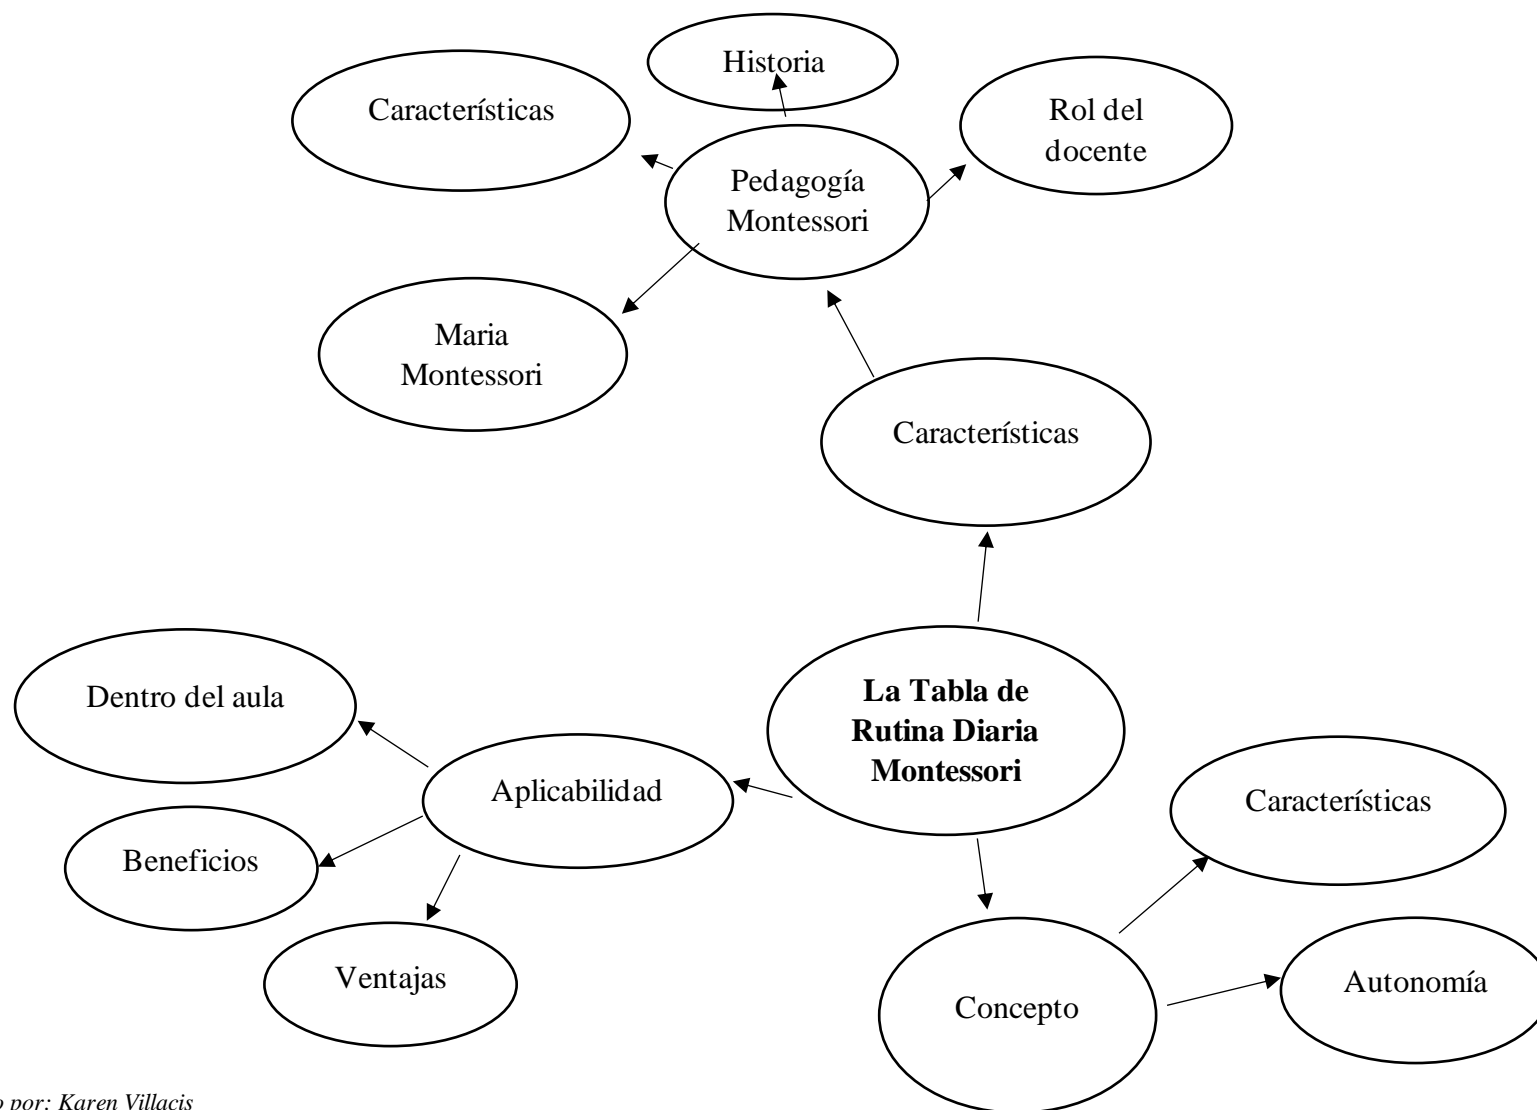 Historia
Características
Rol del
docente
Pedagogía
Montessori
Maria
Montessori
Características
La Tabla de
Rutina Diaria
Montessori
Dentro del aula
Aplicabilidad
Características
Beneficios
Ventajas
Autonomía
Concepto
o por: Karen Villacis